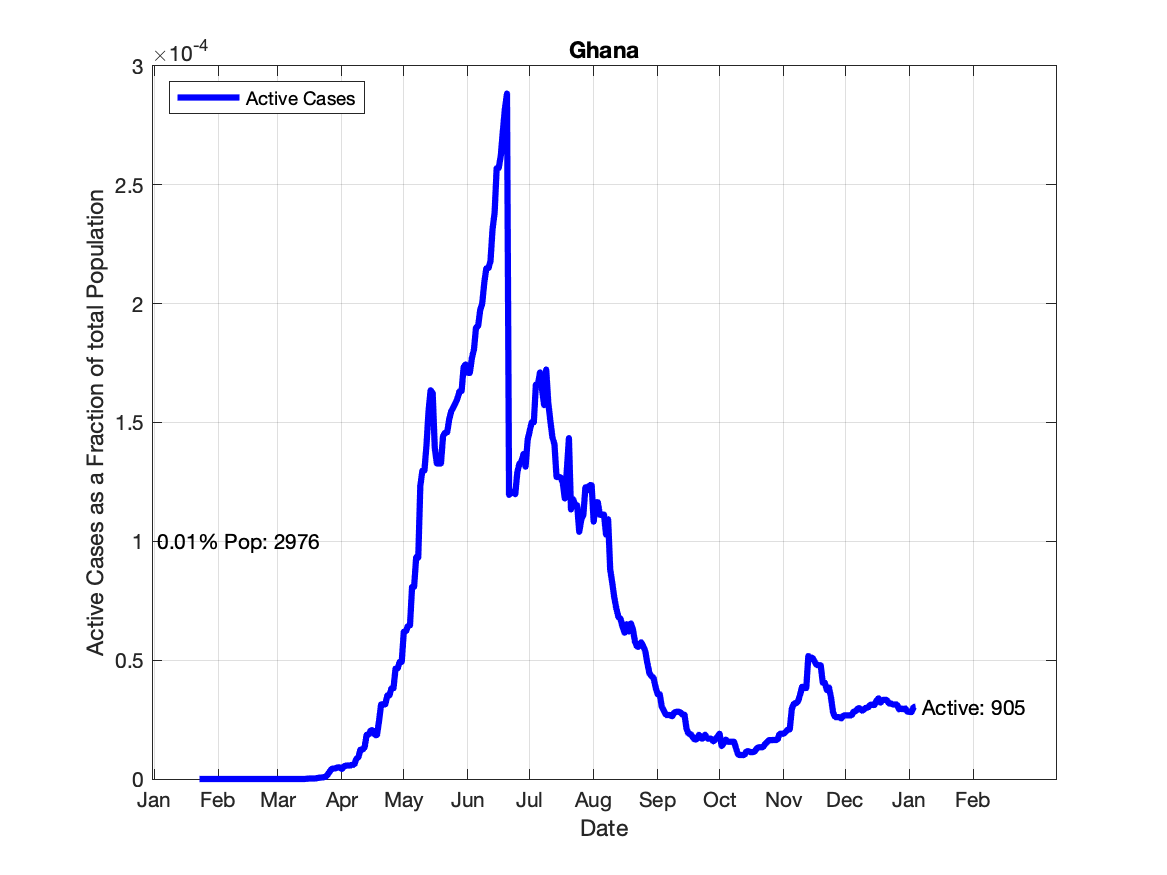 Ghana
×10-4
Active Cases
3
2.5
2
1.5
1
0.5
0
0.01% Pop: 2976
Active: 905
Active Cases as a Fraction of total Population
Jan Feb Mar Apr May Jun Jul Aug Sep Oct Nov Dec Jan Feb
Date